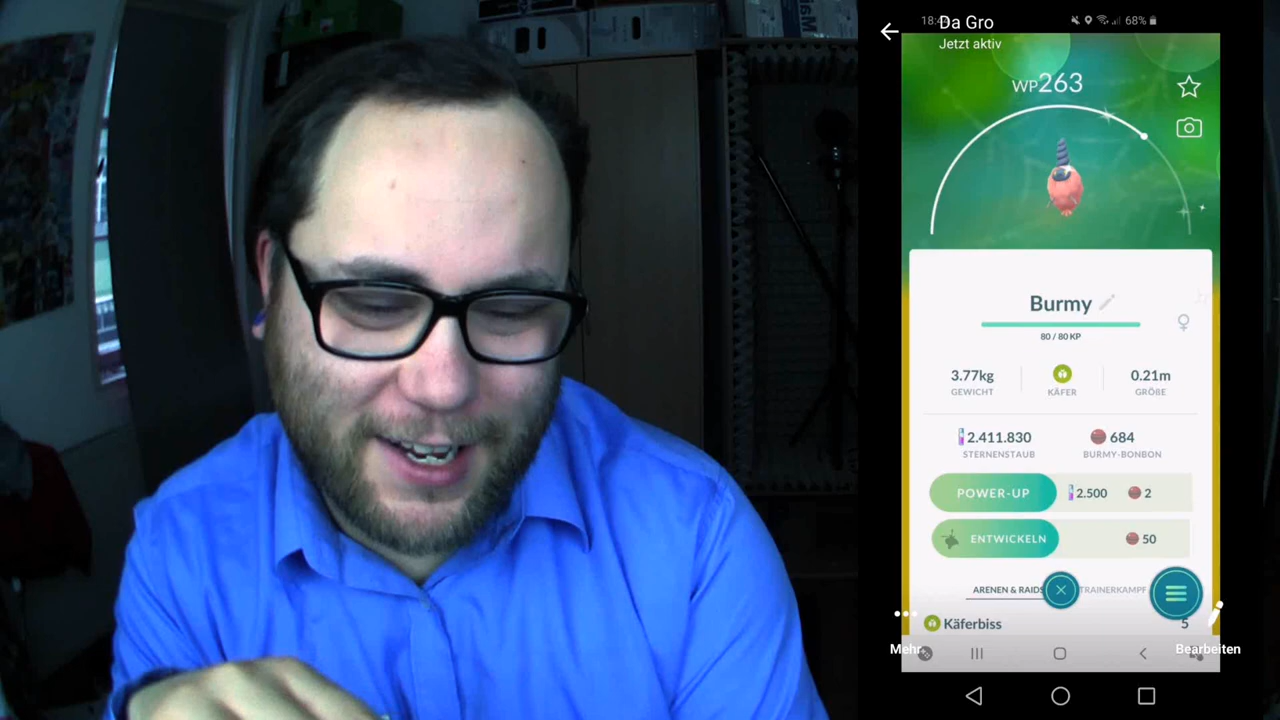 Da Gro
Jetzt aktiv
68%
WP263
Burmy
80 / 80 KP
3.77kg
GEWICHT
KÄFER
0.21m
GRÖßE
2.411.830
STERNENSTAUB
684
BURMY-BONBON
POWER-UP
2.500
2
ENTWICKELN
50
ARENEN & RAIDS
TRAINERKAMPF
Käferbiss
5
Mehr
Bearbeiten